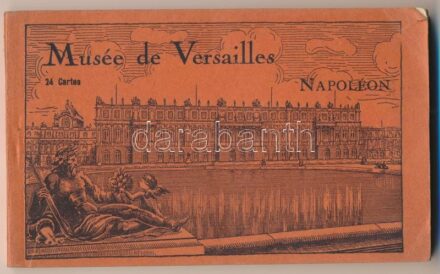 Musée de Versailles
24 Cartes
NAPOLÉON
darabanth